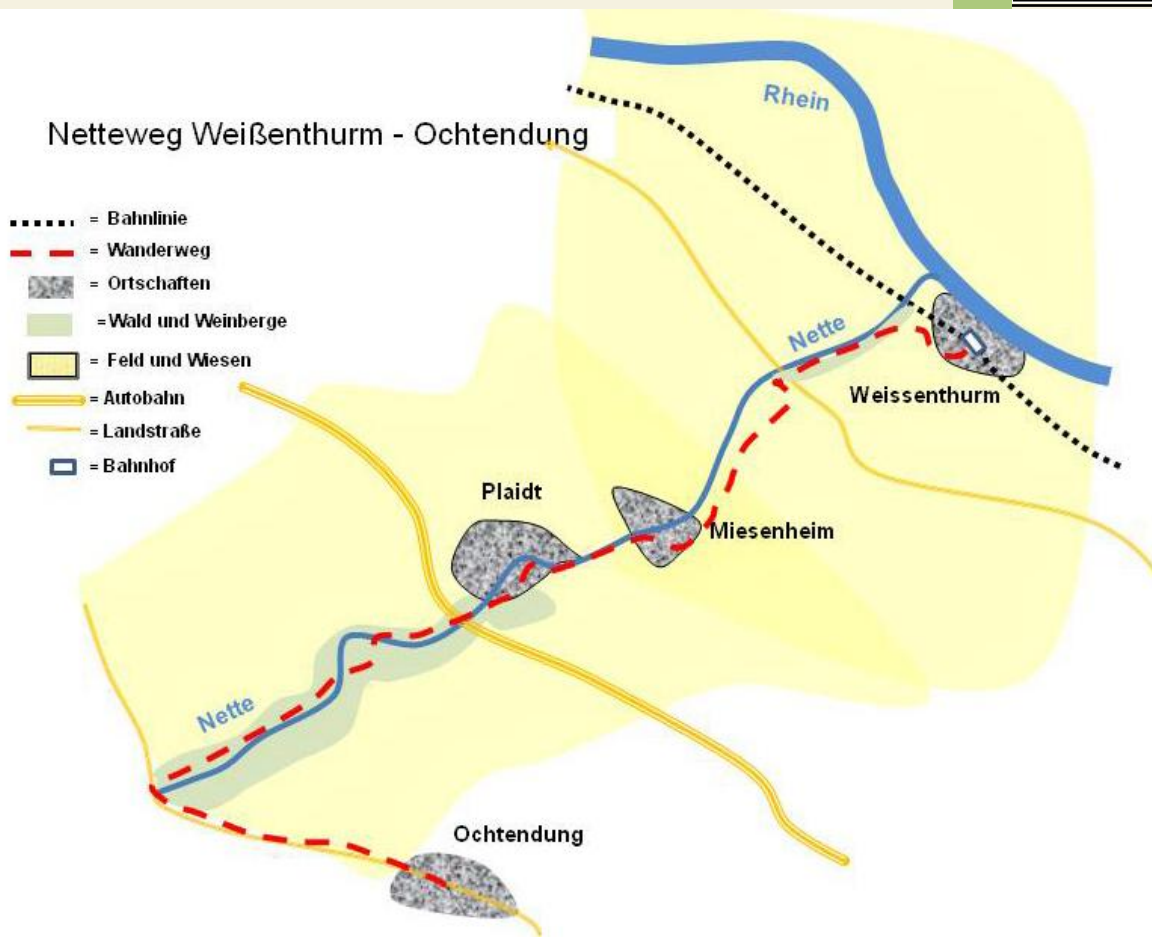 Rhein
Netteweg Weißenthurm - Ochtendung
= Bahnlinie
= Wanderweg
= Ortschaften
=Wald und Weinberge
= Feld und Wiesen
= Autobahn
= Landstraße
= Bahnhof
Nette
Weissenthurm
Plaidt
Miesenheim
Nette
Ochtendung